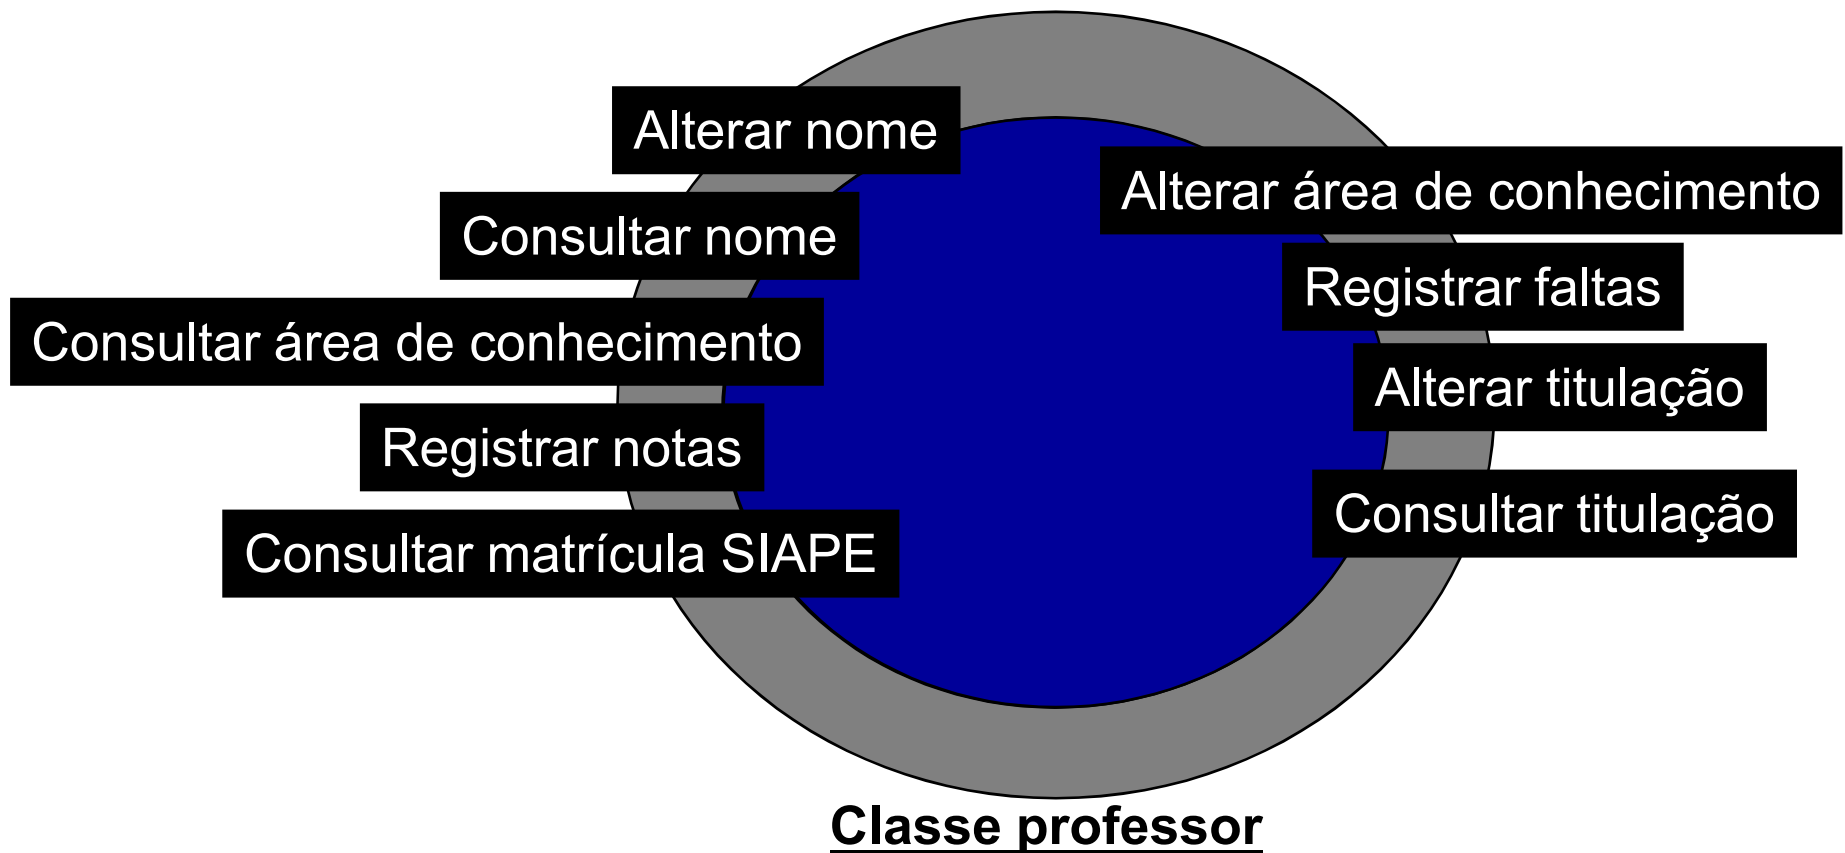 Alterar nome
Consultar nome
Consultar área de conhecimento
Registrar notas
Consultar matrícula SIAPE
Alterar área de conhecimento
Registrar faltas
Alterar titulação
Consultar titulação
Classe professor